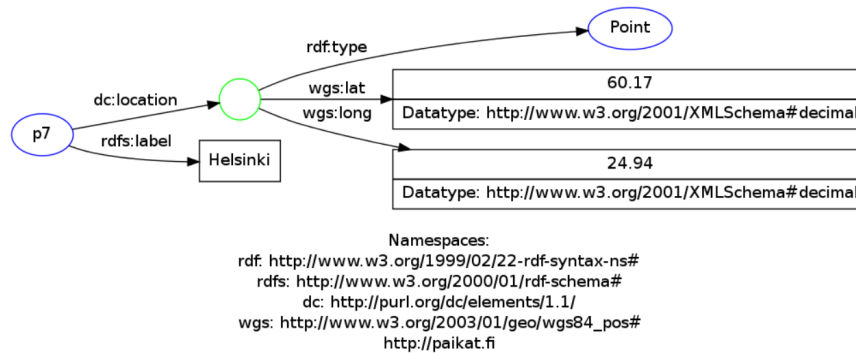 Point
rdf:type
60.17
wgs:lat
dc:location
Datatype: http://www.w3.org/2001/XMLSchema#decimal
wgs:long
p7
rdfs:label
Helsinki
24.94
Datatype: http://www.w3.org/2001/XMLSchema#decimal
Namespaces:
rdf: http://www.w3.org/1999/02/22-rdf-syntax-ns#
rdfs: http://www.w3.org/2000/01/rdf-schema#
dc: http://purl.org/dc/elements/1.1/
wgs: http://www.w3.org/2003/01/geo/wgs84_pos#
http://paikat.fi